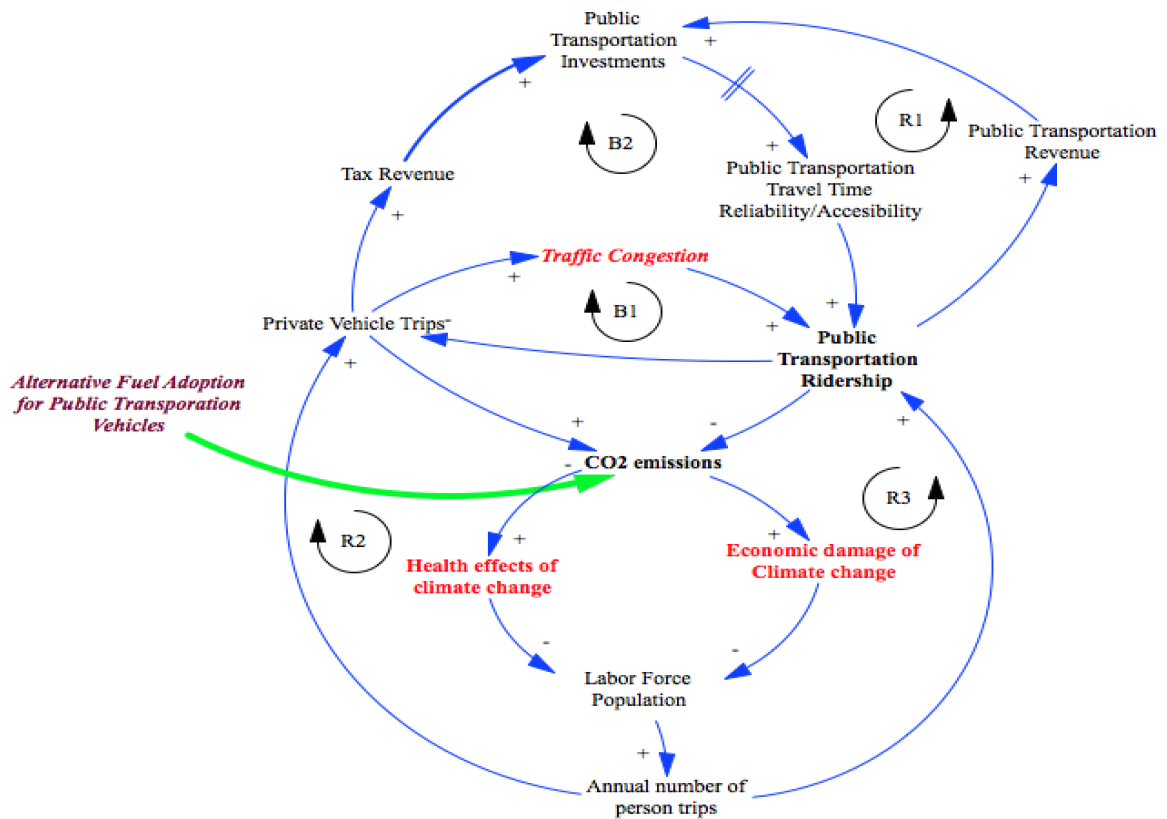 Public
Transportation
Investments
+
+
B2
R1
+
Public Transportation
Revenue
+
Public Transportation
Travel Time
Reliability/Accesibility
Tax Revenue
+
Traffic Congestion
+
B1
+
+
Private Vehicle Trips-
+
Public
Transportation
Ridership
+
Alternative Fuel Adoption
for Public Transporation
Vehicles
+
-
- CO2 emissions
R3
R2
+
+
Health effects of
climate change
Economic damage of
Climate change
-
-
Labor Force
Population
+
Annual number of
person trips